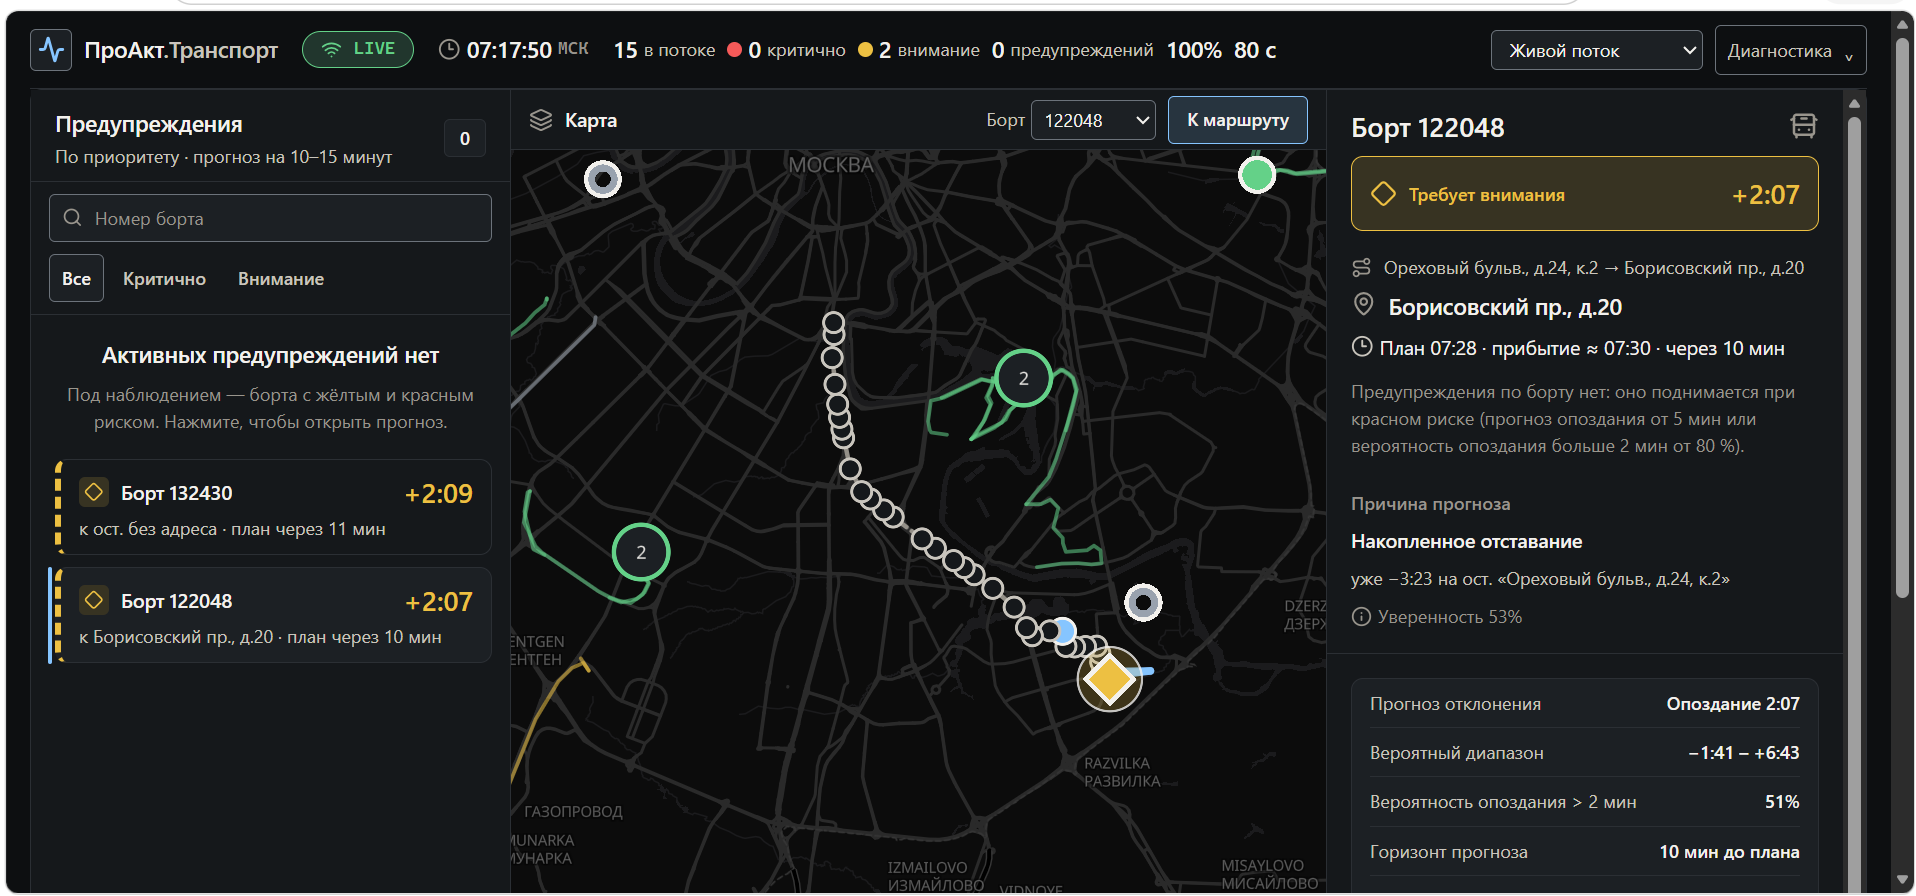 ПроАкт.Транспорт
LIVE
07:17:50 МСК
15 в потоке
0 критично
2 внимание
0 предупреждений
100%
80 с
Живой поток
Диагностика
Предупреждения
По приоритету · прогноз на 10–15 минут
0
Номер борта
Все
Критично
Внимание
Активных предупреждений нет
Под наблюдением — борта с жёлтым и красным
риском. Нажмите, чтобы открыть прогноз.
Борт 132430
+2:09
к ост. без адреса · план через 11 мин
Борт 122048
+2:07
к Борисовский пр., д.20 · план через 10 мин
Карта
Борт
122048
К маршруту
МОСКВА
2
2
DZERZ
ДЗЕРЖ
ENTGEN
ЕНТГЕН
RAZVILKA
РАЗВИЛКА
ГАЗОПРОВОД
MUNARKA
МУНАРКА
IZMAILOVO
ИЗМАЙЛОВО
VIDNOYE
MISAYLOVO
МИСАЙЛОВО
Борт 122048
Требует внимания
+2:07
Ореховый бульв., д.24, к.2 → Борисовский пр., д.20
Борисовский пр., д.20
План 07:28 · прибытие ≈ 07:30 · через 10 мин
Предупреждения по борту нет: оно поднимается при
красном риске (прогноз опоздания от 5 мин или
вероятность опоздания больше 2 мин от 80 %).
Причина прогноза
Накопленное отставание
уже −3:23 на ост. «Ореховый бульв., д.24, к.2»
Уверенность 53%
Прогноз отклонения
Опоздание 2:07
Вероятный диапазон
−1:41 – +6:43
Вероятность опоздания > 2 мин
51%
Горизонт прогноза
10 мин до плана